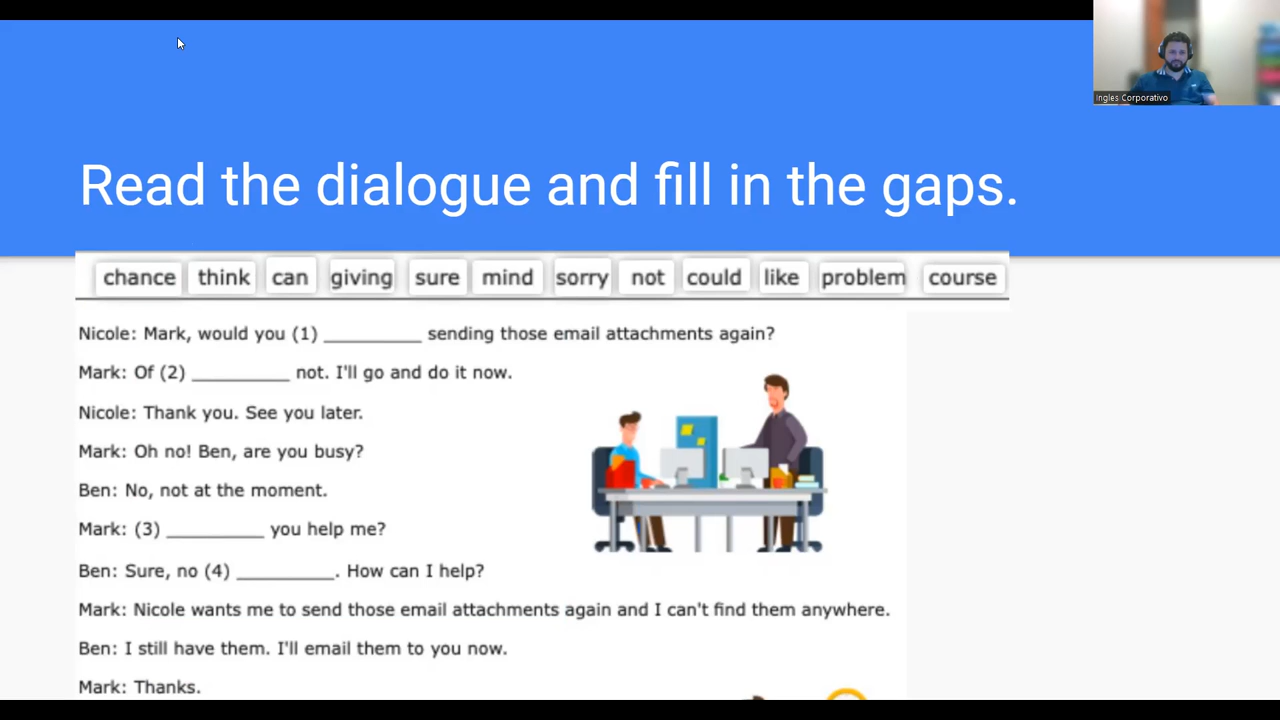 Ingles Corporativo
Read the dialogue and fill in the gaps.
chance think can giving sure mind sorry not could like problem course
Nicole: Mark, would you (1) __________ sending those email attachments again?
Mark: Of (2) __________ not. I'll go and do it now.
Nicole: Thank you. See you later.
Mark: Oh no! Ben, are you busy?
Ben: No, not at the moment.
Mark: (3) __________ you help me?
Ben: Sure, no (4) __________. How can I help?
Mark: Nicole wants me to send those email attachments again and I can't find them anywhere.
Ben: I still have them. I'll email them to you now.
Mark: Thanks.